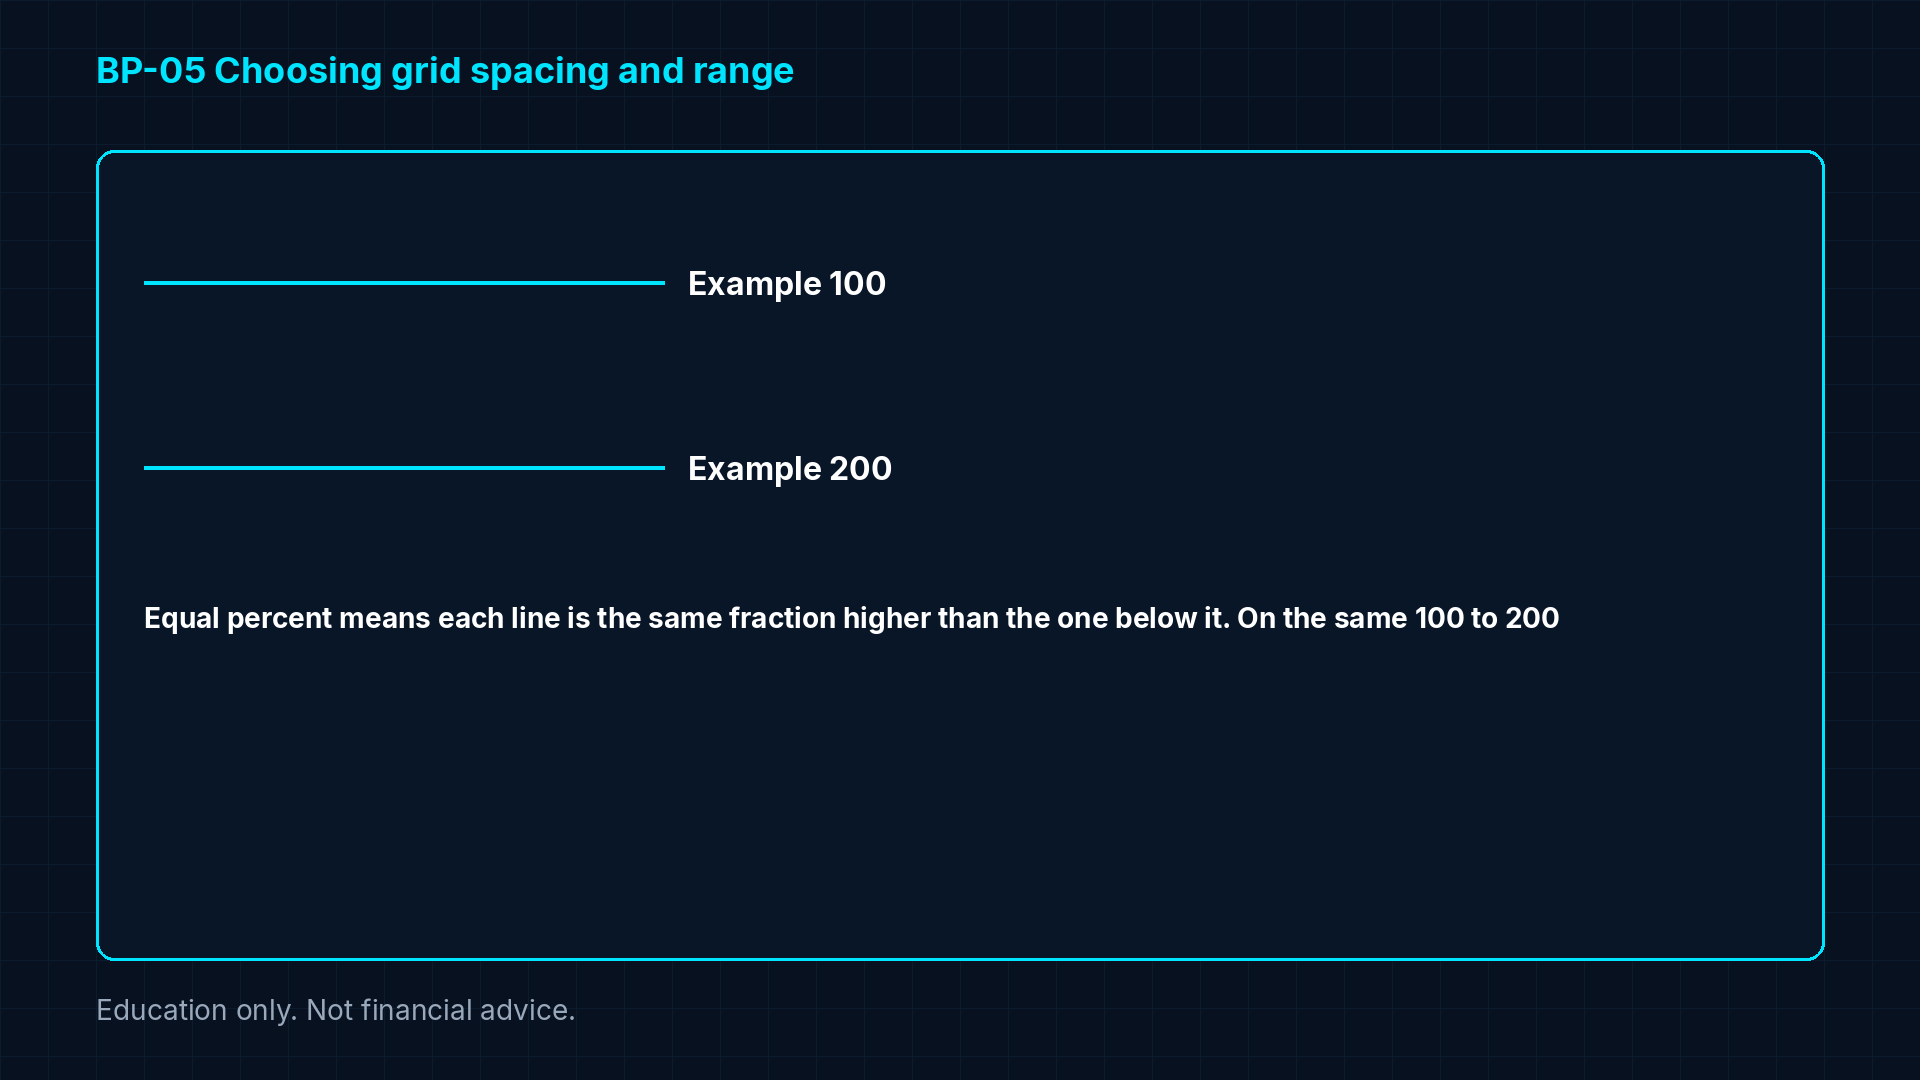 BP-05 Choosing grid spacing and range
Example 100
Example 200
Equal percent means each line is the same fraction higher than the one below it. On the same 100 to 200
Education only. Not financial advice.